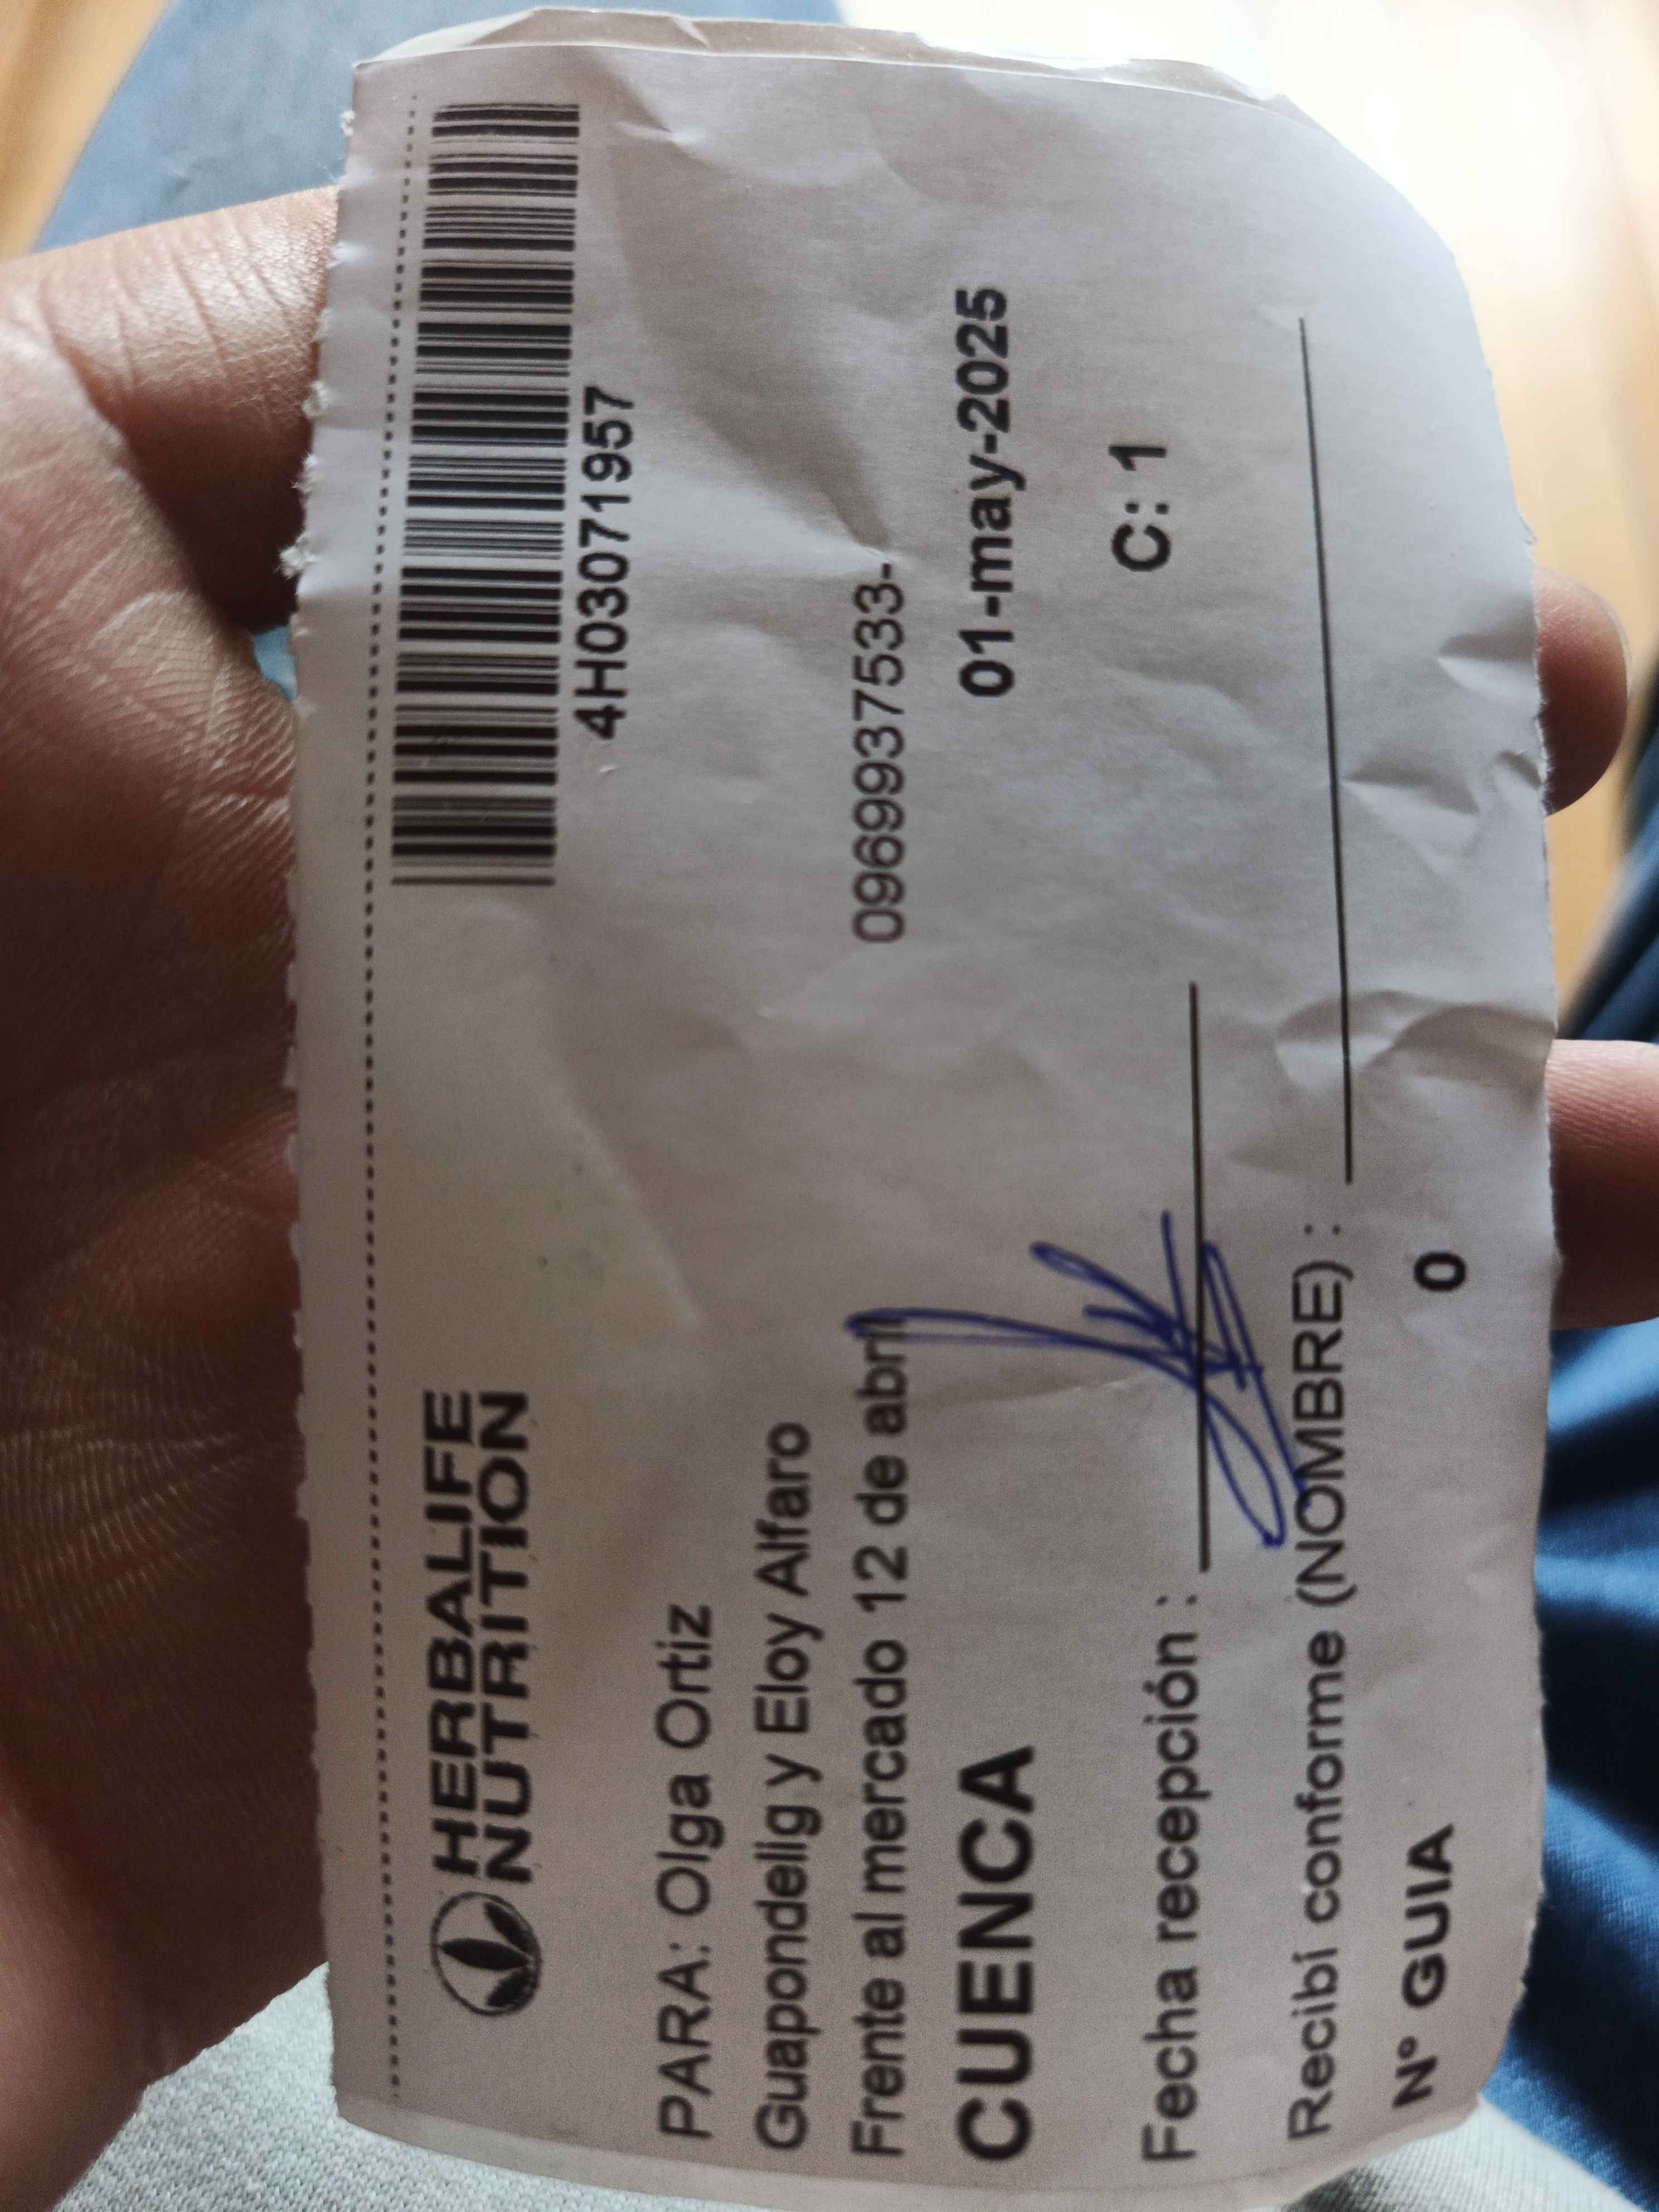 HERBALIFE
NUTRITION
4H03071957
PARA: Olga Ortiz
Guapondelig y Eloy Alfaro
Frente al mercado 12 de abril
0969937533-
CUENCA
01-may-2025
Fecha recepción :
C: 1
Recibí conforme (NOMBRE) :
N° GUIA
0